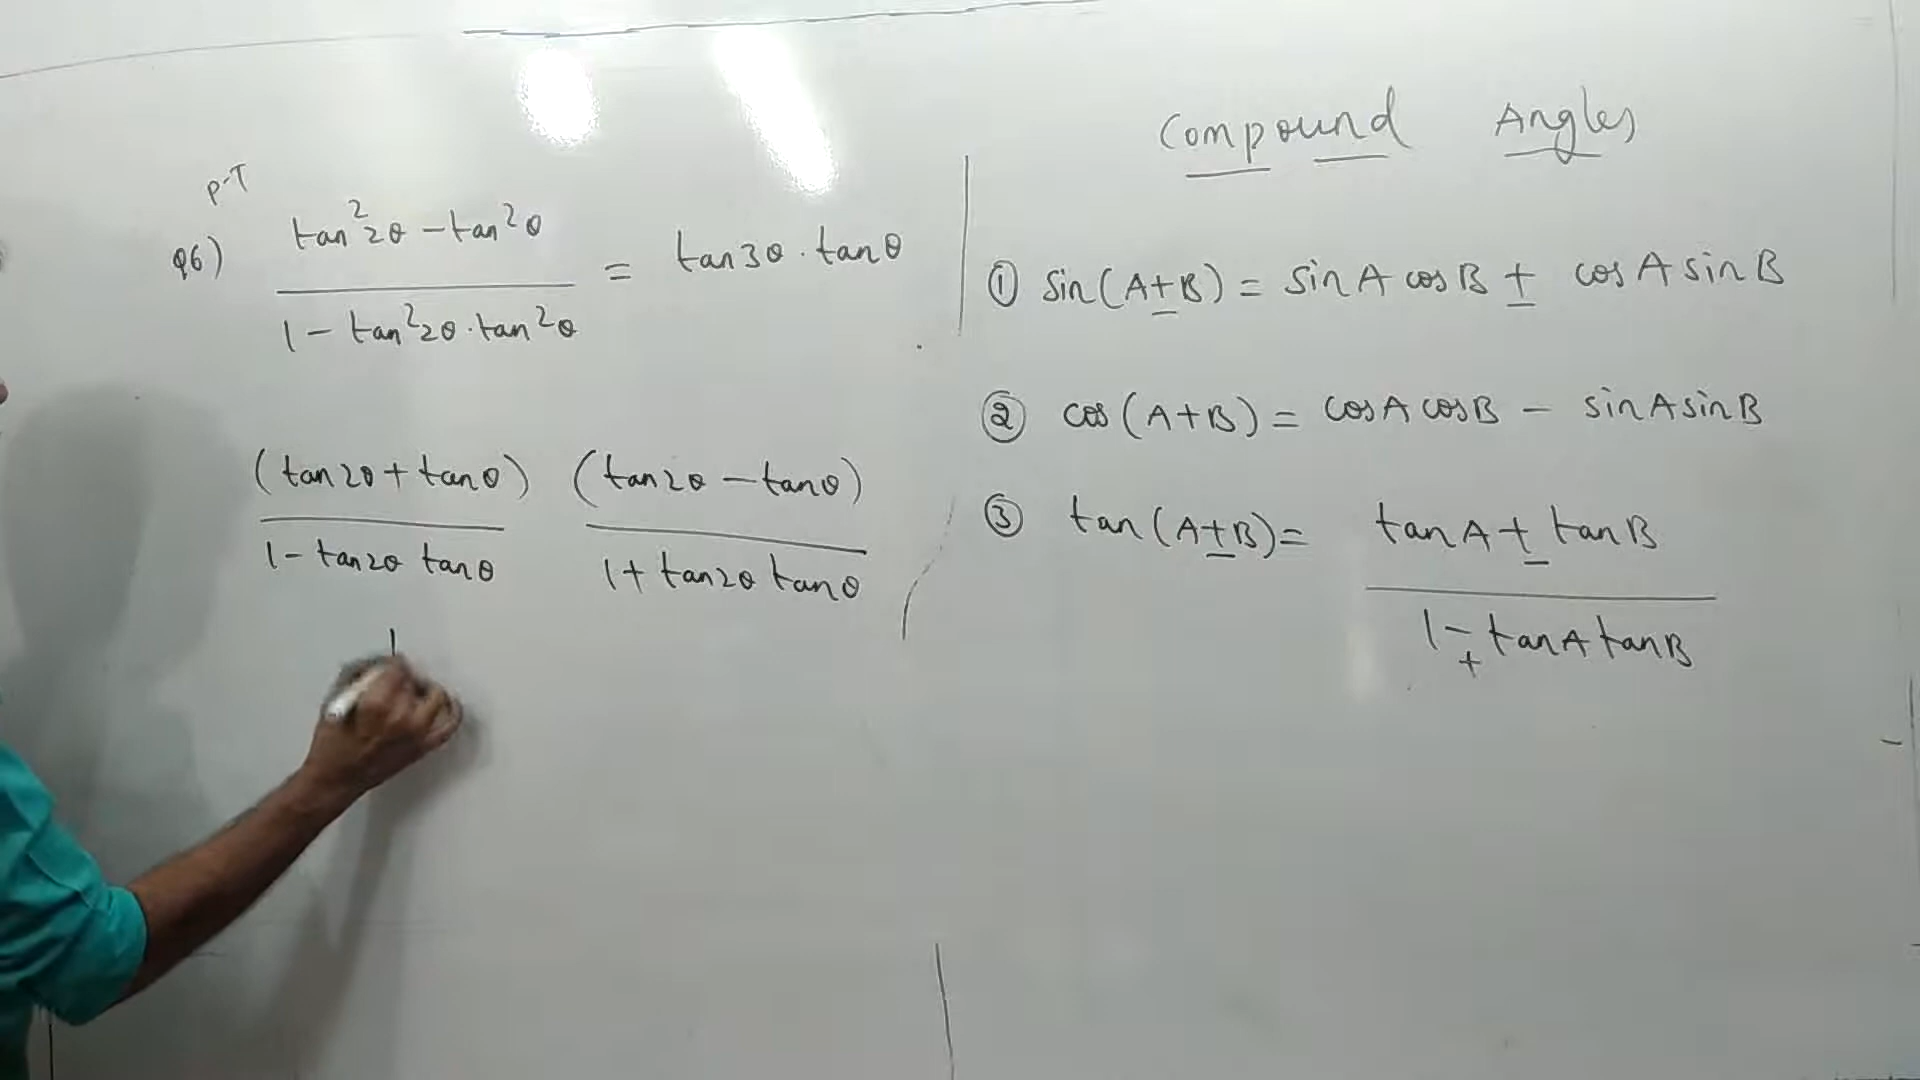 P-T
Q6) tan²2θ - tan²θ / 1 - tan²2θ·tan²θ = tan3θ · tanθ
(tan2θ + tanθ) / 1 - tan2θ tanθ (tan2θ - tanθ) / 1 + tan2θ tanθ
Compound Angles
① sin(A±B) = sinA cosB ± cosA sinB
② cos(A+B) = cosA cosB - sinA sinB
③ tan(A±B) = tanA ± tanB / 1 ∓ tanA tanB